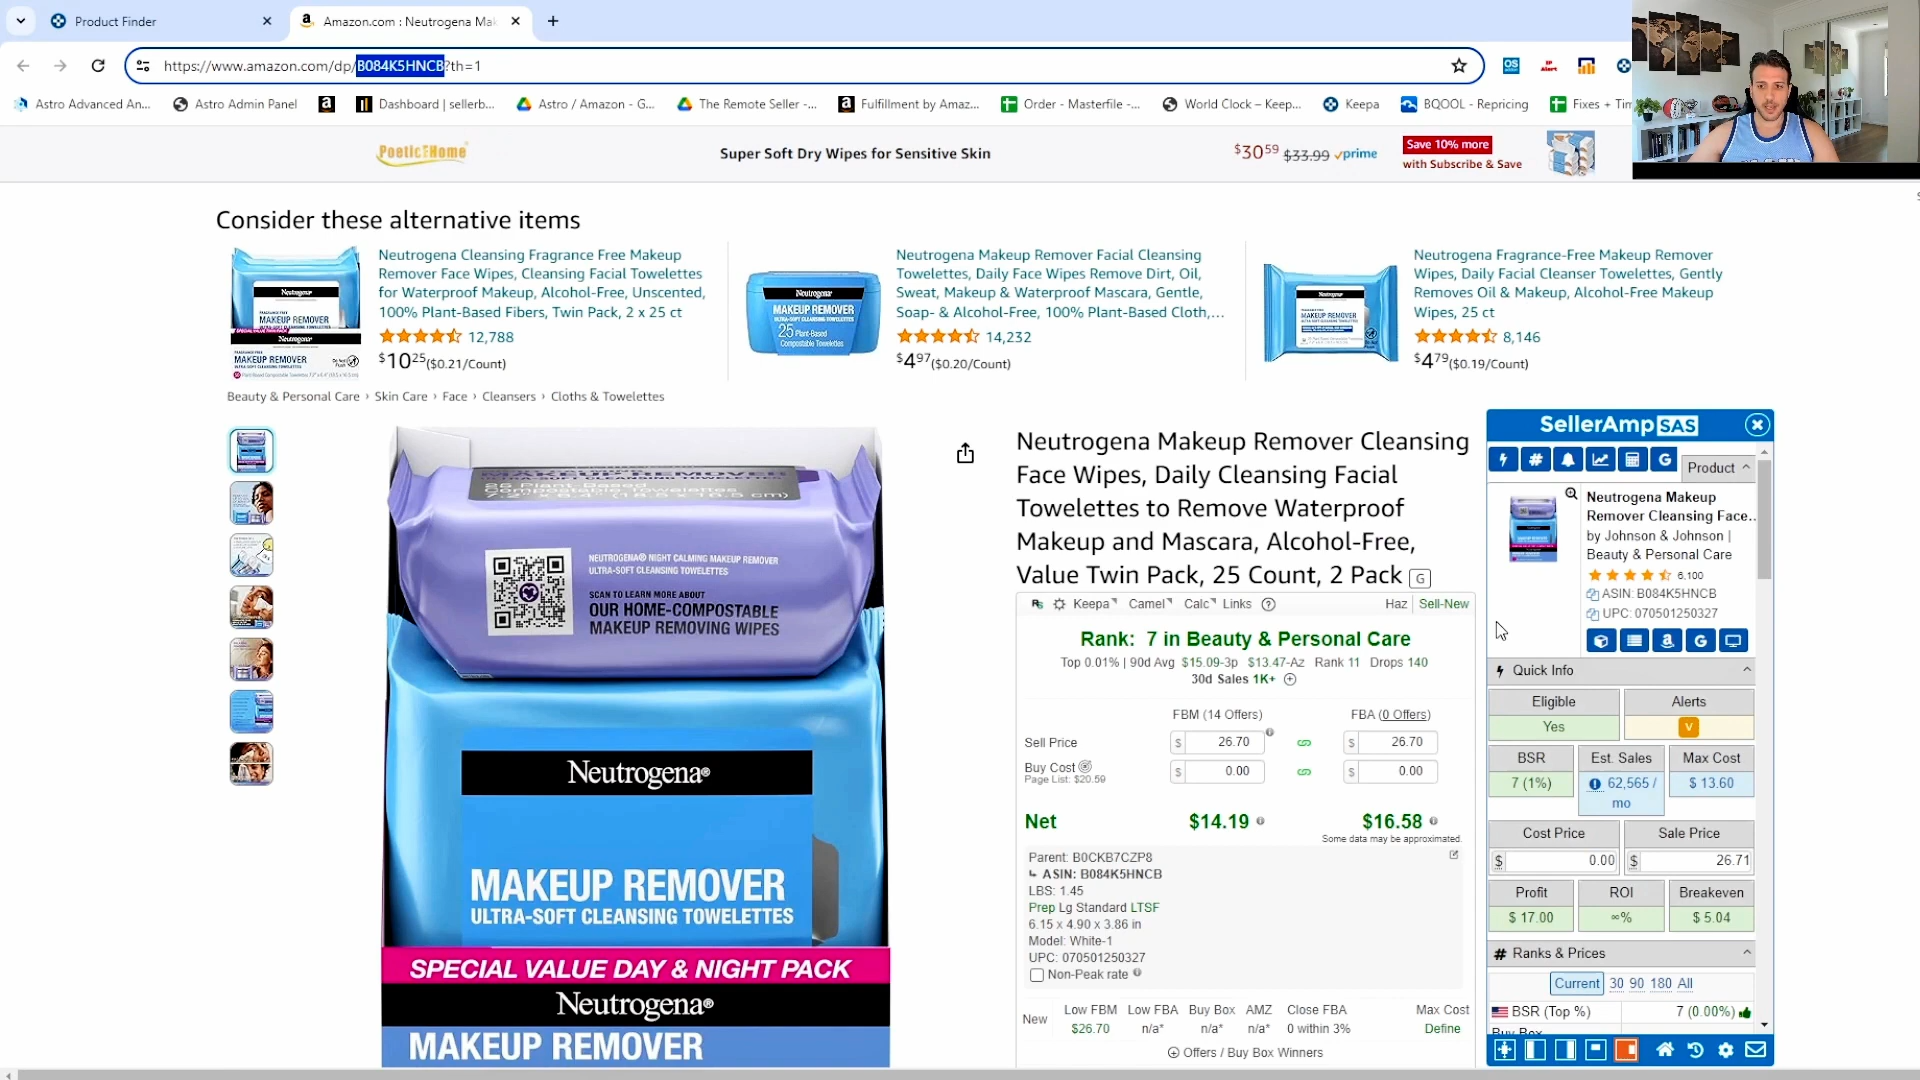 Product Finder
Amazon.com : Neutrogena Mak
https://www.amazon.com/dp/B084K5HNCB?th=1
Astro Advanced An...
Astro Admin Panel
Dashboard | sellerb...
Astro / Amazon - G...
The Remote Seller -...
Fulfillment by Amaz...
Order - Masterfile -...
World Clock – Keep...
Keepa
BQOOL - Repricing
Fixes + Tim
Poetic Home
Super Soft Dry Wipes for Sensitive Skin
$30 59 $33.99 prime
Save 10% more
with Subscribe & Save
Consider these alternative items
Neutrogena Cleansing Fragrance Free Makeup
Remover Face Wipes, Cleansing Facial Towelettes
for Waterproof Makeup, Alcohol-Free, Unscented,
100% Plant-Based Fibers, Twin Pack, 2 x 25 ct
12,788
$10 25 ($0.21/Count)
Neutrogena Makeup Remover Facial Cleansing
Towelettes, Daily Face Wipes Remove Dirt, Oil,
Sweat, Makeup & Waterproof Mascara, Gentle,
Soap- & Alcohol-Free, 100% Plant-Based Cloth,...
14,232
$4 97 ($0.20/Count)
Neutrogena Fragrance-Free Makeup Remover
Wipes, Daily Facial Cleanser Towelettes, Gently
Removes Oil & Makeup, Alcohol-Free Makeup
Wipes, 25 ct
8,146
$4 79 ($0.19/Count)
Beauty & Personal Care › Skin Care › Face › Cleansers › Cloths & Towelettes
25 Plant-Based
Compostable Towelettes
7.2" x 6.4" (18.5 x 16.5 cm)
NEUTROGENA® NIGHT CALMING MAKEUP REMOVER
ULTRA-SOFT CLEANSING TOWELETTES
SCAN TO LEARN MORE ABOUT
OUR HOME-COMPOSTABLE
MAKEUP REMOVING WIPES
Neutrogena®
MAKEUP REMOVER
ULTRA-SOFT CLEANSING TOWELETTES
SPECIAL VALUE DAY & NIGHT PACK
Neutrogena®
MAKEUP REMOVER
Neutrogena Makeup Remover Cleansing
Face Wipes, Daily Cleansing Facial
Towelettes to Remove Waterproof
Makeup and Mascara, Alcohol-Free,
Value Twin Pack, 25 Count, 2 Pack G
Keepa Camel Calc Links Haz Sell-New
Rank: 7 in Beauty & Personal Care
Top 0.01% | 90d Avg $15.09-3p $13.47-Az Rank 11 Drops 140
30d Sales 1K+
FBM (14 Offers) FBA (0 Offers)
Sell Price $ 26.70 $ 26.70
Buy Cost $ 0.00 $ 0.00
Page List: $20.59
Net $14.19 $16.58
Some data may be approximated.
Parent: B0CKB7CZP8
ASIN: B084K5HNCB
LBS: 1.45
Prep Lg Standard LTSF
6.15 x 4.90 x 3.86 in
Model: White-1
UPC: 070501250327
Non-Peak rate
Low FBM Low FBA Buy Box AMZ Close FBA Max Cost
New $26.70 n/a* n/a* n/a* 0 within 3% Define
Offers / Buy Box Winners
SellerAmp SAS
Product
Neutrogena Makeup
Remover Cleansing Face..
by Johnson & Johnson |
Beauty & Personal Care
6,100
ASIN: B084K5HNCB
UPC: 070501250327
Quick Info
Eligible Alerts
Yes V
BSR Est. Sales Max Cost
7 (1%) 62,565 / mo $ 13.60
Cost Price Sale Price
$ 0.00 $ 26.71
Profit ROI Breakeven
$ 17.00 ∞% $ 5.04
# Ranks & Prices
Current 30 90 180 All
BSR (Top %) 7 (0.00%)
Buy Box